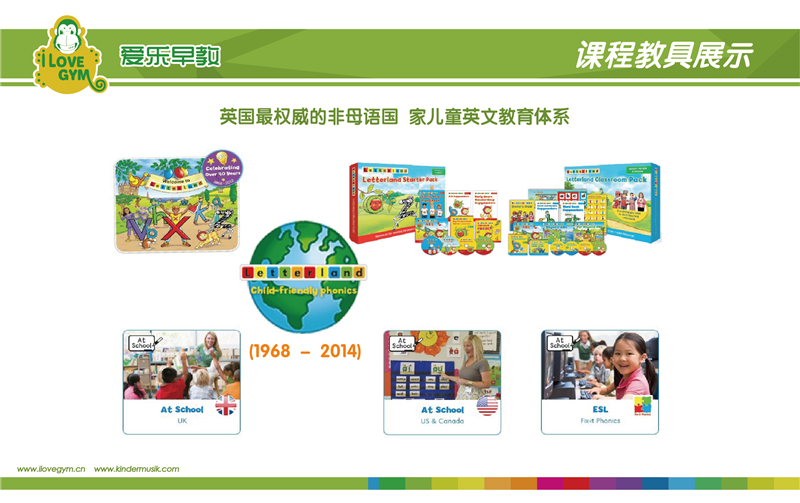 I LOVE
GYM
爱乐早教
课程教具展示
英国最权威的非母语国 家儿童英文教育体系
Welcome to
Letterland
Celebrating
Over 40 Years
Letterland
Letterland Starter Pack
Letterland
Letterland Classroom Pack
Letterland
Child-friendly phonics
(1968 – 2014)
At
School
At School
UK
At
School
At School
US & Canada
At
School
ESL
Fixit Phonics
www.ilovegym.cn www.kindermusik.com